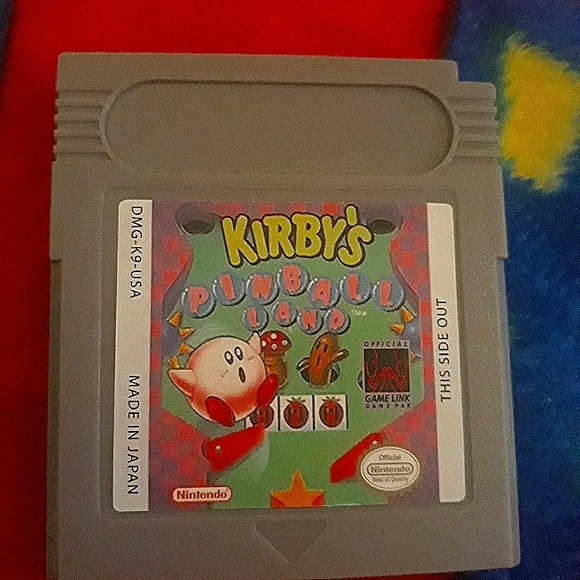 DMG-K9-USA
MADE IN JAPAN
KIRBY'S
PINBALL
LAND™
OFFICIAL
GAME LINK
GAME PAK
Official
Nintendo
Seal of Quality
Nintendo
THIS SIDE OUT